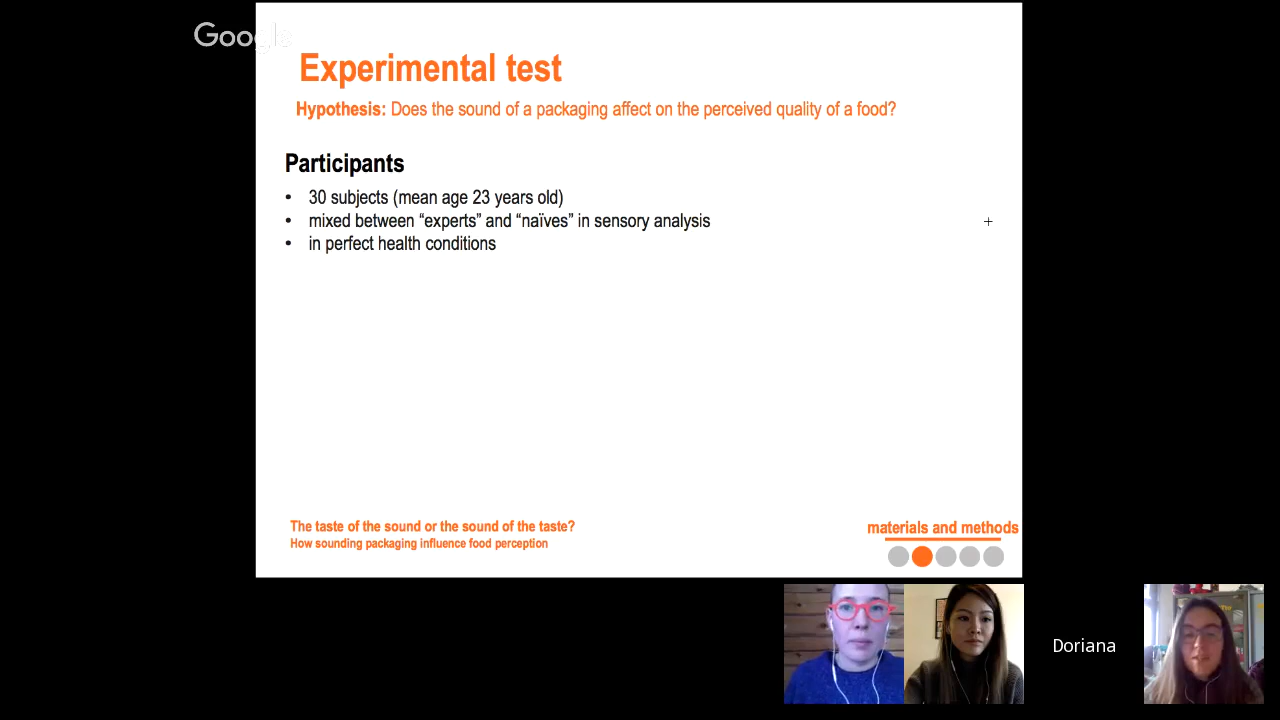 Google
Experimental test
Hypothesis: Does the sound of a packaging affect on the perceived quality of a food?
Participants
• 30 subjects (mean age 23 years old)
• mixed between “experts” and “naïves” in sensory analysis
• in perfect health conditions
The taste of the sound or the sound of the taste?
How sounding packaging influence food perception
materials and methods
Doriana